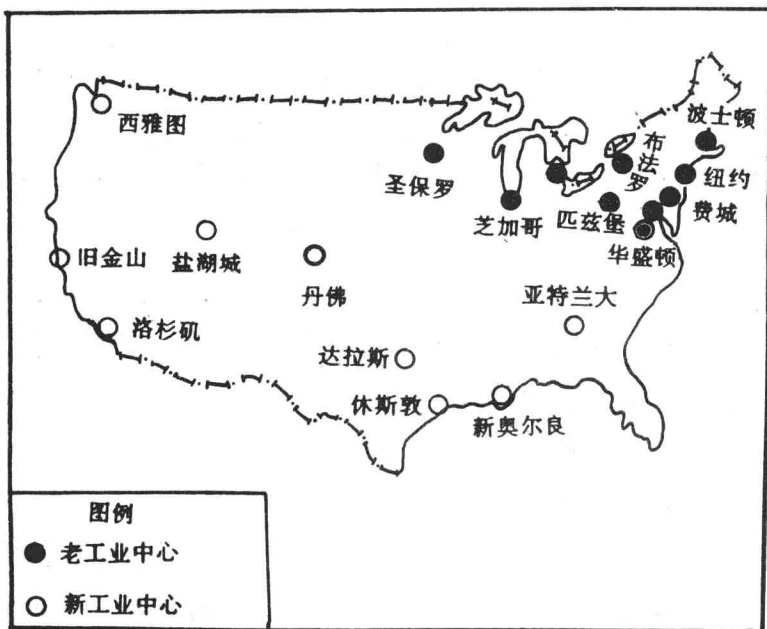 西雅图
旧金山
盐湖城
洛杉矶
丹佛
达拉斯
休斯敦
新奥尔良
亚特兰大
圣保罗
芝加哥
匹兹堡
布法罗
波士顿
纽约
费城
华盛顿
图例
老工业中心
新工业中心